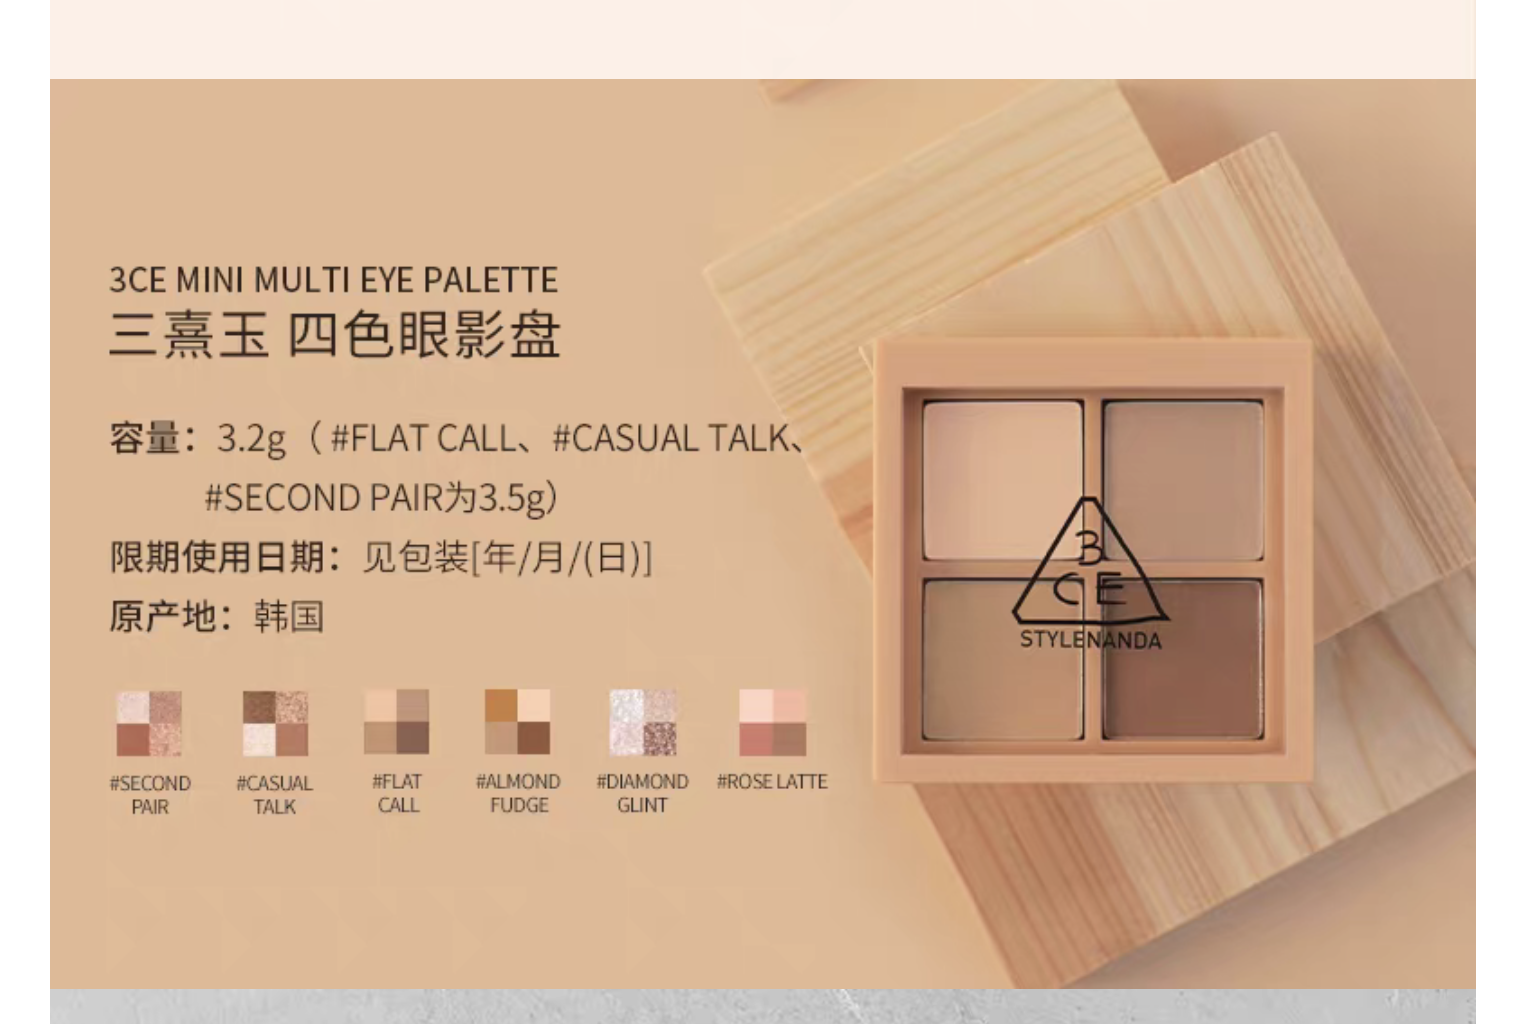 3CE MINI MULTI EYE PALETTE
三熹玉 四色眼影盘
容量：3.2g（ #FLAT CALL、#CASUAL TALK、
#SECOND PAIR为3.5g）
限期使用日期：见包装[年/月/(日)]
原产地：韩国
#SECOND
PAIR
#CASUAL
TALK
#FLAT
CALL
#ALMOND
FUDGE
#DIAMOND
GLINT
#ROSE LATTE
3
CE
STYLENANDA